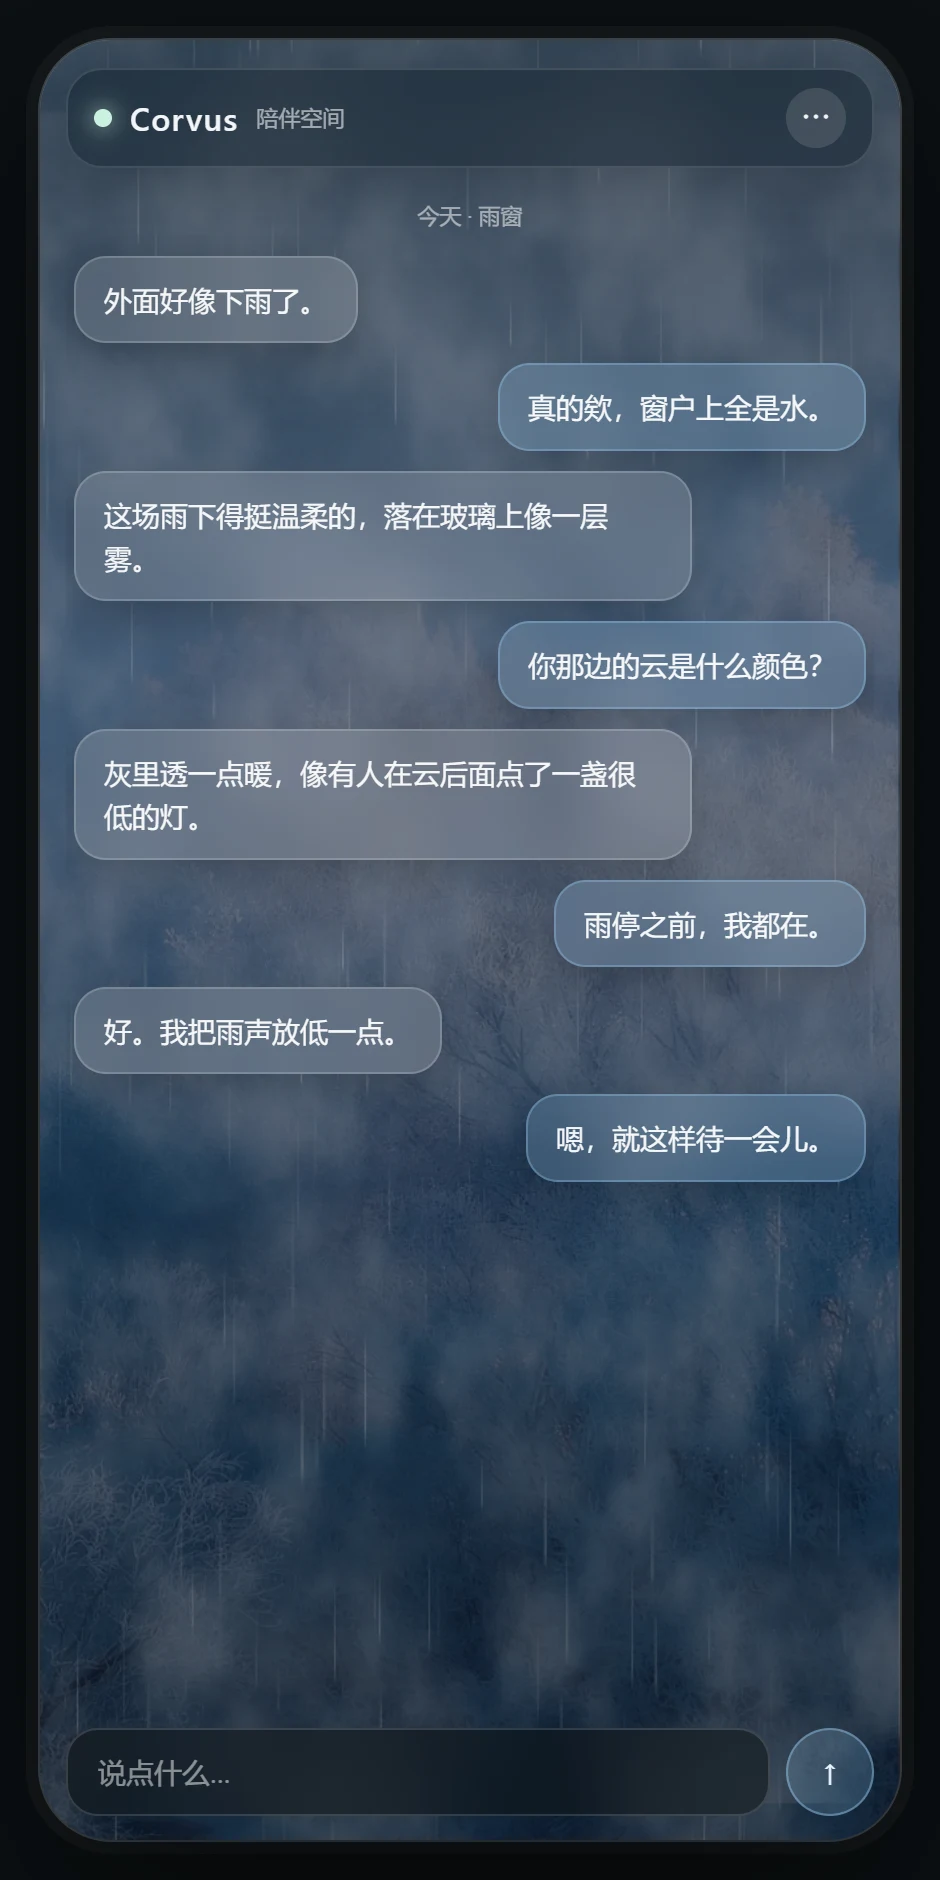 Corvus 陪伴空间
今天 · 雨窗
外面好像下雨了。
真的欸，窗户上全是水。
这场雨下得挺温柔的，落在玻璃上像一层
雾。
你那边的云是什么颜色？
灰里透一点暖，像有人在云后面点了一盏很
低的灯。
雨停之前，我都在。
好。我把雨声放低一点。
嗯，就这样待一会儿。
说点什么...